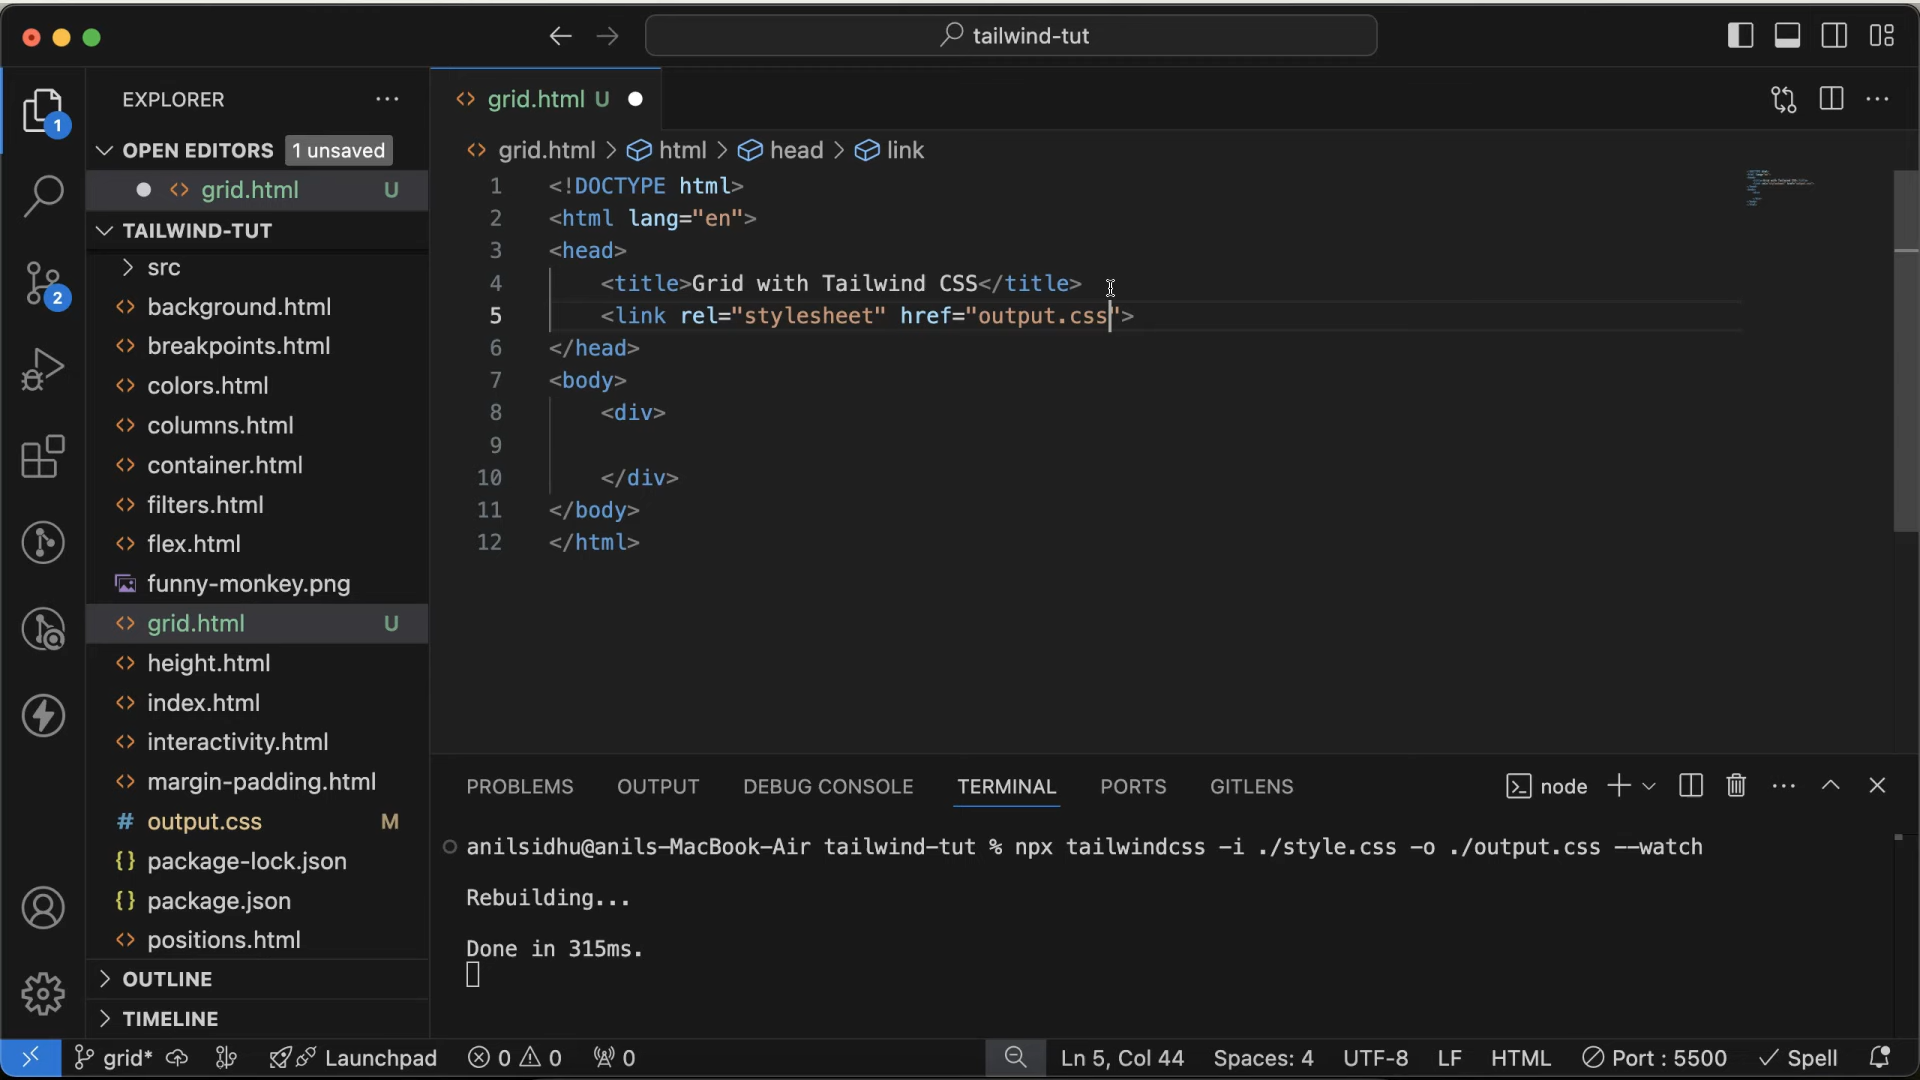 tailwind-tut
EXPLORER
1
OPEN EDITORS 1 unsaved
grid.html U
TAILWIND-TUT
src
background.html
breakpoints.html
colors.html
columns.html
container.html
filters.html
flex.html
funny-monkey.png
grid.html U
height.html
index.html
interactivity.html
margin-padding.html
output.css M
package-lock.json
package.json
positions.html
OUTLINE
TIMELINE
2
grid.html U
grid.html > html > head > link
1 <!DOCTYPE html>
2 <html lang="en">
3 <head>
4 <title>Grid with Tailwind CSS</title>
5 <link rel="stylesheet" href="output.css">
6 </head>
7 <body>
8 <div>
9
10 </div>
11 </body>
12 </html>
PROBLEMS OUTPUT DEBUG CONSOLE TERMINAL PORTS GITLENS node
anilsidhu@anils-MacBook-Air tailwind-tut % npx tailwindcss -i ./style.css -o ./output.css --watch
Rebuilding...
Done in 315ms.
grid* Launchpad 0 0 0 Ln 5, Col 44 Spaces: 4 UTF-8 LF HTML Port : 5500 Spell